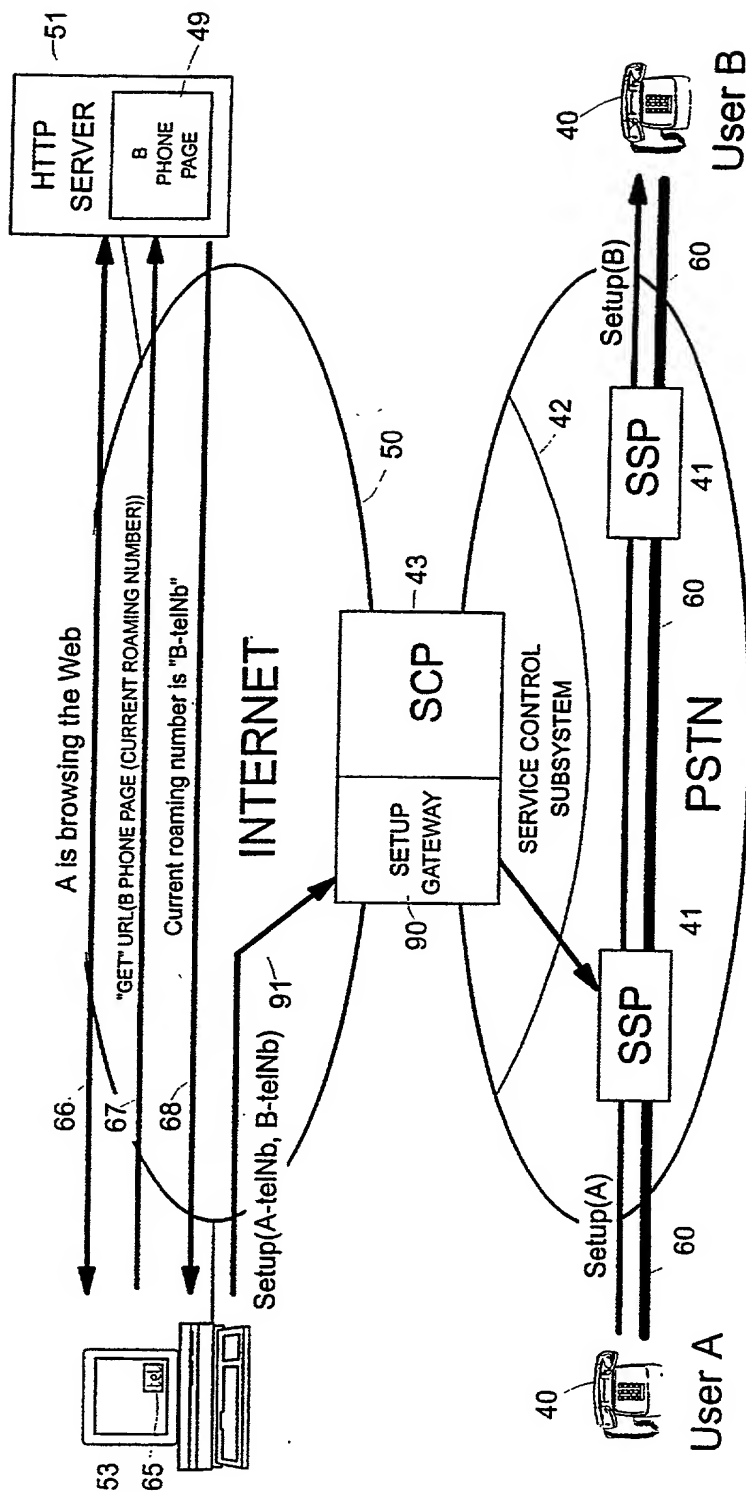 51
49
HTTP
SERVER
B
PHONE
PAGE
A is browsing the Web
"GET" URL(B PHONE PAGE (CURRENT ROAMING NUMBER))
Current roaming number is "B-telNb"
66
67
68
53
65
tel
INTERNET
50
Setup(A-telNb, B-telNb)
91
SETUP
GATEWAY
90
SCP
43
SERVICE CONTROL
SUBSYSTEM
42
40
User A
Setup(A)
60
SSP
41
PSTN
60
SSP
41
Setup(B)
60
40
User B